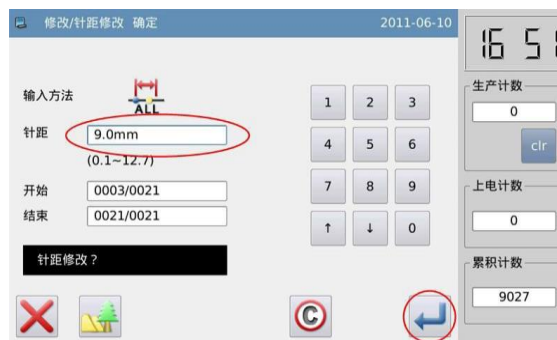 修改/针距修改 确定 2011-06-10
16 5
输入方法
ALL
针距 9.0mm
(0.1~12.7)
开始 0003/0021
结束 0021/0021
针距修改？
1 2 3
4 5 6
7 8 9
↑ ↓ 0
C
生产计数
0
clr
上电计数
0
累积计数
9027